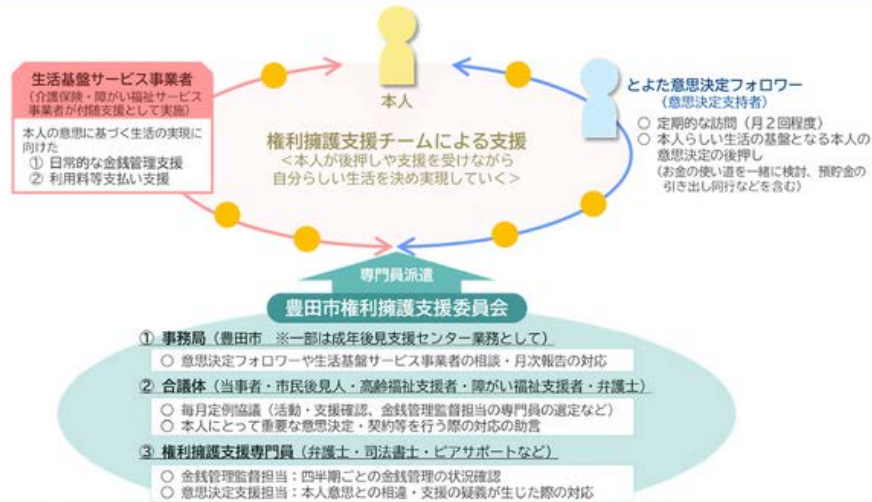 本人
生活基盤サービス事業者
（介護保険・障がい福祉サービス
事業者が付随支援として実施）
本人の意思に基づく生活の実現に
向けた
① 日常的な金銭管理支援
② 利用料等支払い支援
権利擁護支援チームによる支援
＜本人が後押しや支援を受けながら
自分らしい生活を決め実現していく＞
とよた意思決定フォロワー
（意思決定支持者）
○ 定期的な訪問（月２回程度）
○ 本人らしい生活の基盤となる本人の
意思決定の後押し
（お金の使い道を一緒に検討、預貯金の
引き出し同行などを含む）
専門員派遣
豊田市権利擁護支援委員会
① 事務局（豊田市　※一部は成年後見支援センター業務として）
○ 意思決定フォロワーや生活基盤サービス事業者の相談・月次報告の対応
② 合議体（当事者・市民後見人・高齢福祉支援者・障がい福祉支援者・弁護士）
○ 毎月定例協議（活動・支援確認、金銭管理監督担当の専門員の選定など）
○ 本人にとって重要な意思決定・契約等を行う際の対応の助言
③ 権利擁護支援専門員（弁護士・司法書士・ピアサポートなど）
○ 金銭管理監督担当：四半期ごとの金銭管理の状況確認
○ 意思決定支援担当：本人意思との相違・支援の疑義が生じた際の対応